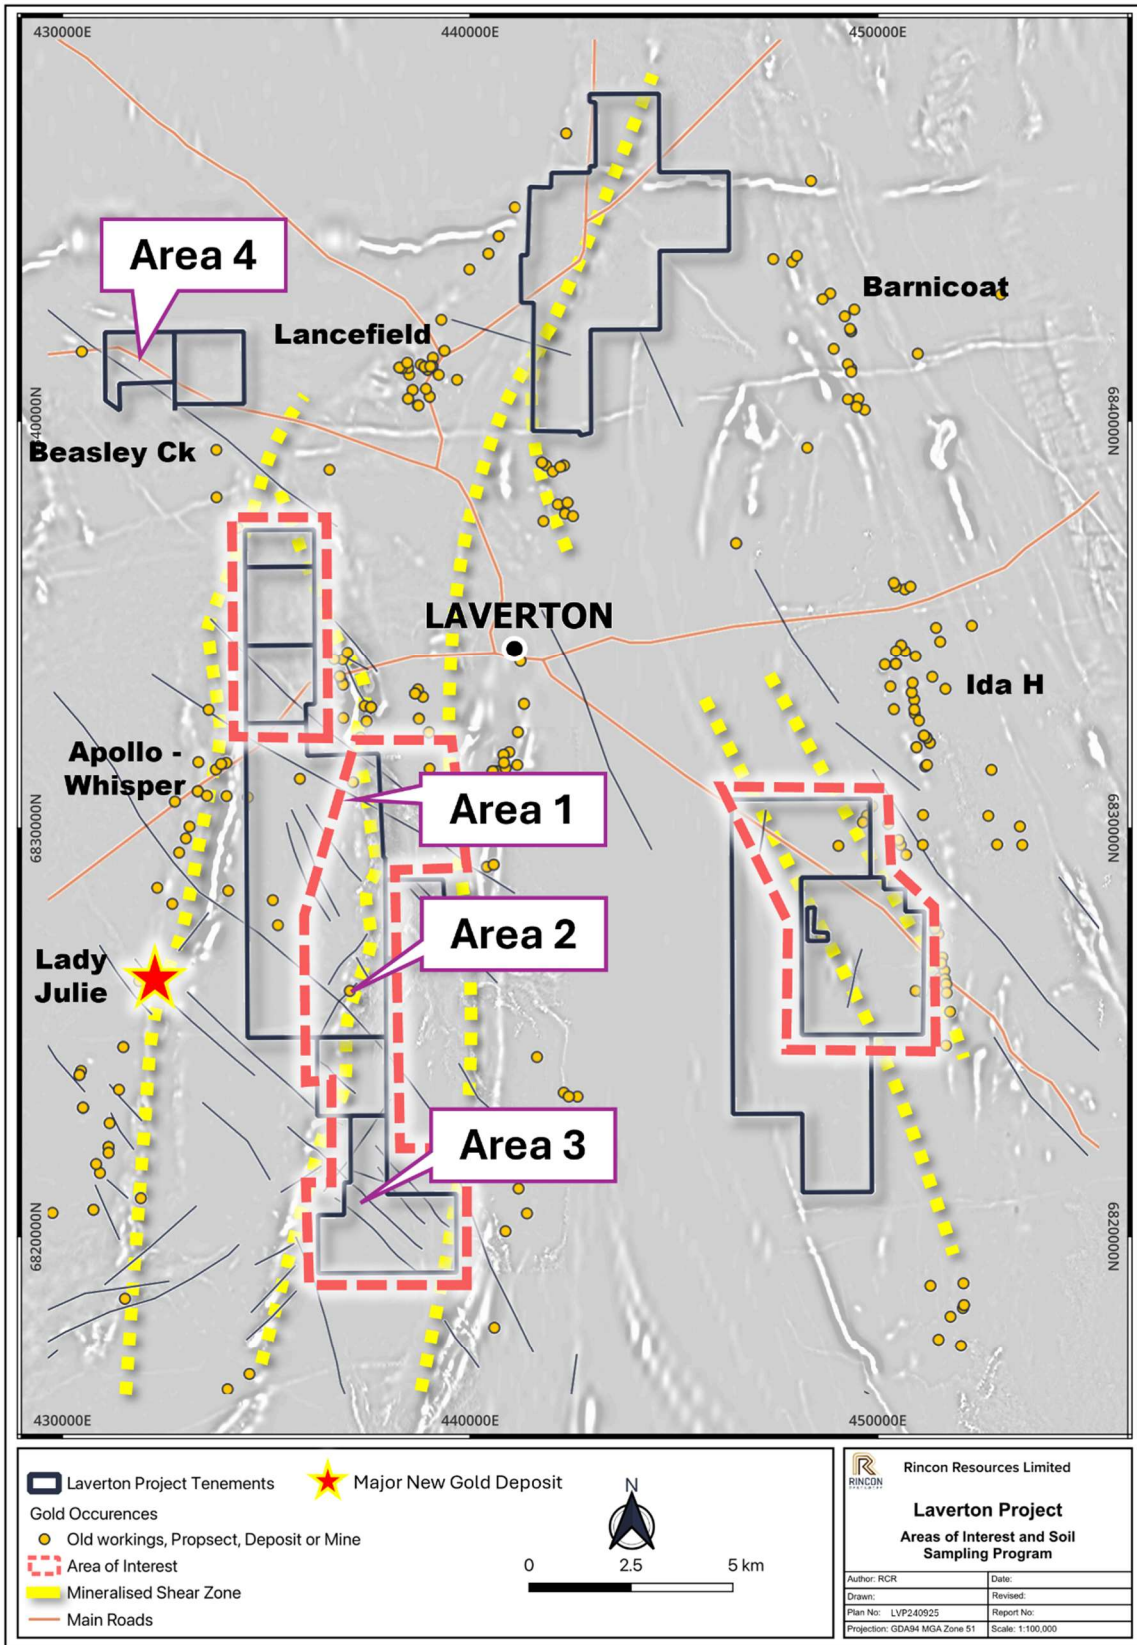 430000E
440000E
450000E
Area 4
Barnicoat
Lancefield
6840000N
40000N
Beasley Ck
LAVERTON
Ida H
Apollo -
Whisper
Area 1
6830000N
6830000N
Area 2
Lady
Julie
Area 3
6820000N
6820000N
430000E
440000E
450000E
Laverton Project Tenements
Major New Gold Deposit
Gold Occurences
Old workings, Propsect, Deposit or Mine
Area of Interest
Mineralised Shear Zone
Main Roads
N
0 2.5 5 km
RINCON
Rincon Resources Limited
Laverton Project
Areas of Interest and Soil
Sampling Program
Author: RCR
Date:
Drawn:
Revised:
Plan No: LVP240925
Report No:
Projection: GDA94 MGA Zone 51
Scale: 1:100,000